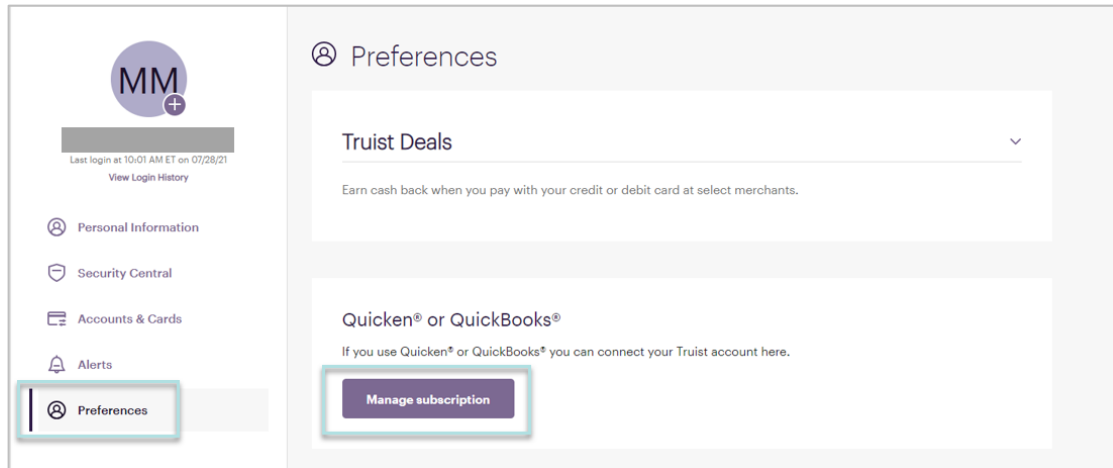 MM
Last login at 10:01 AM ET on 07/28/21
View Login History
Personal Information
Security Central
Accounts & Cards
Alerts
Preferences
Preferences
Truist Deals
Earn cash back when you pay with your credit or debit card at select merchants.
Quicken® or QuickBooks®
If you use Quicken® or QuickBooks® you can connect your Truist account here.
Manage subscription